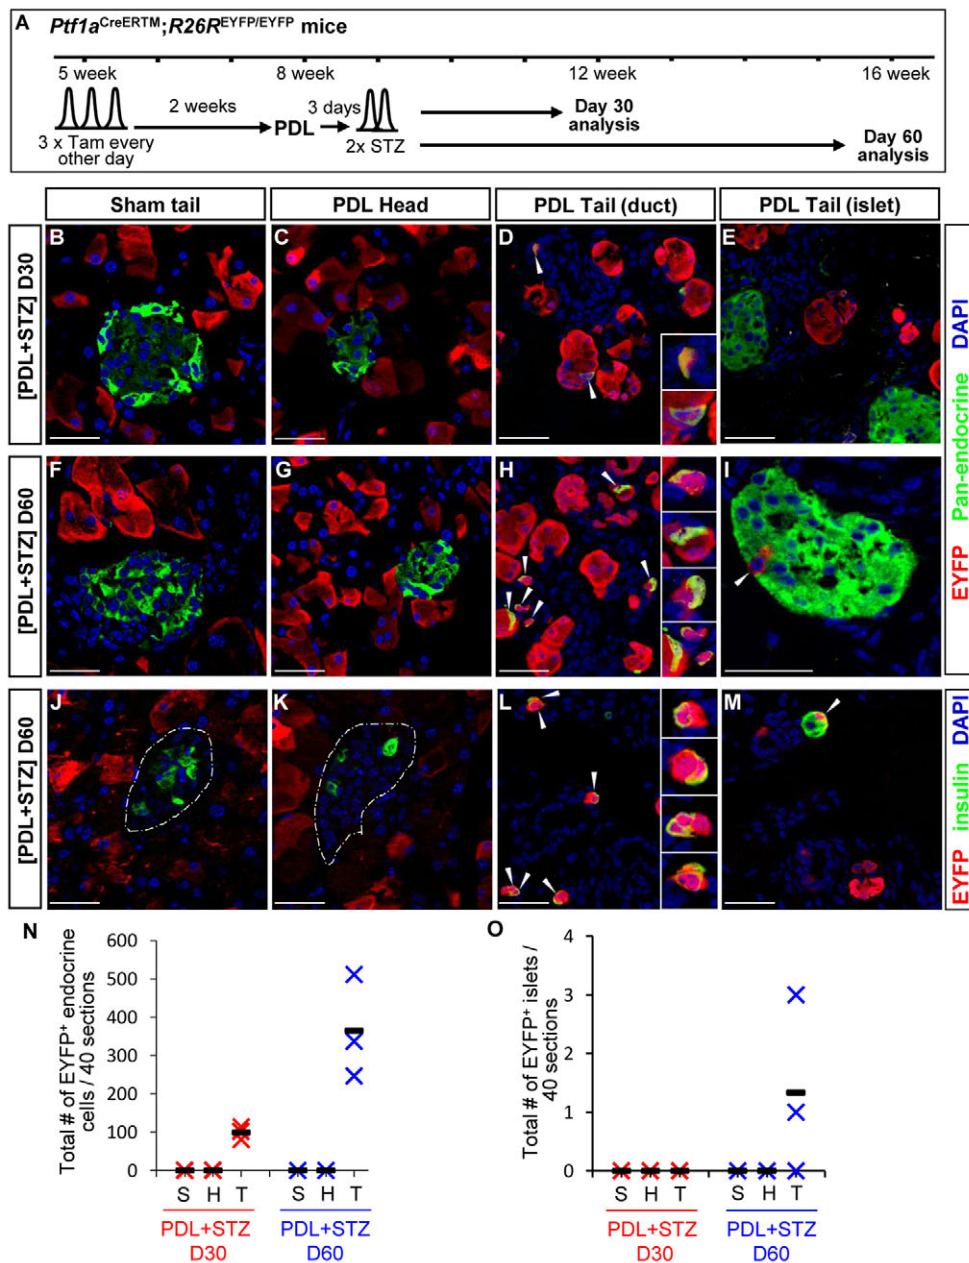 A
Ptf1aCreERTM;R26REYFP/EYFP mice
5 week
8 week
12 week
16 week
2 weeks
3 days
3 x Tam every
other day
PDL
2x STZ
Day 30
analysis
Day 60
analysis
Sham tail
PDL Head
PDL Tail (duct)
PDL Tail (islet)
[PDL+STZ] D30
B
C
D
E
[PDL+STZ] D60
F
G
H
I
EYFP Pan-endocrine DAPI
[PDL+STZ] D60
J
K
L
M
EYFP insulin DAPI
N
Total # of EYFP+ endocrine
cells / 40 sections
600
500
400
300
200
100
0
S H T
S H T
PDL+STZ
D30
PDL+STZ
D60
O
Total # of EYFP+ islets /
40 sections
4
3
2
1
0
S H T
S H T
PDL+STZ
D30
PDL+STZ
D60